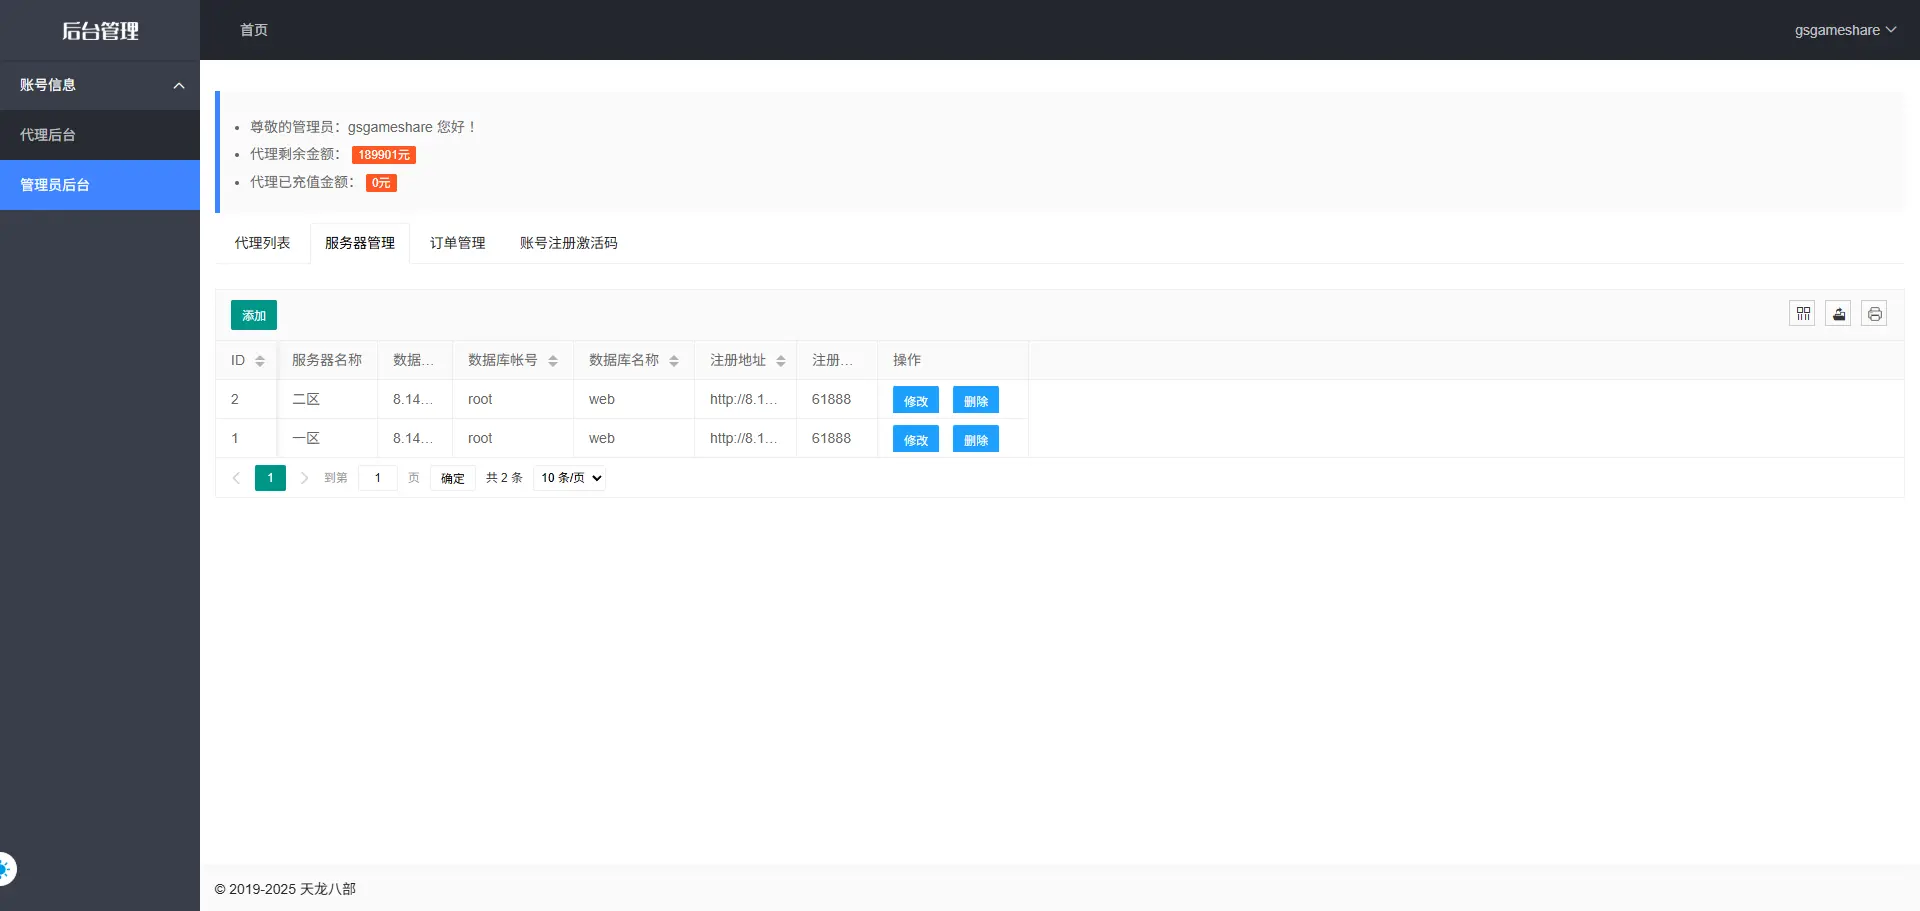 后台管理
首页
gsgameshare
账号信息
代理后台
管理员后台
尊敬的管理员：gsgameshare 您好！
代理剩余金额： 189901元
代理已充值金额： 0元
代理列表 服务器管理 订单管理 账号注册激活码
添加
ID 服务器名称 数据… 数据库帐号 数据库名称 注册地址 注册… 操作
2 二区 8.14… root web http://8.1… 61888 修改 删除
1 一区 8.14… root web http://8.1… 61888 修改 删除
1 到第 1 页 确定 共 2 条 10 条/页
© 2019-2025 天龙八部